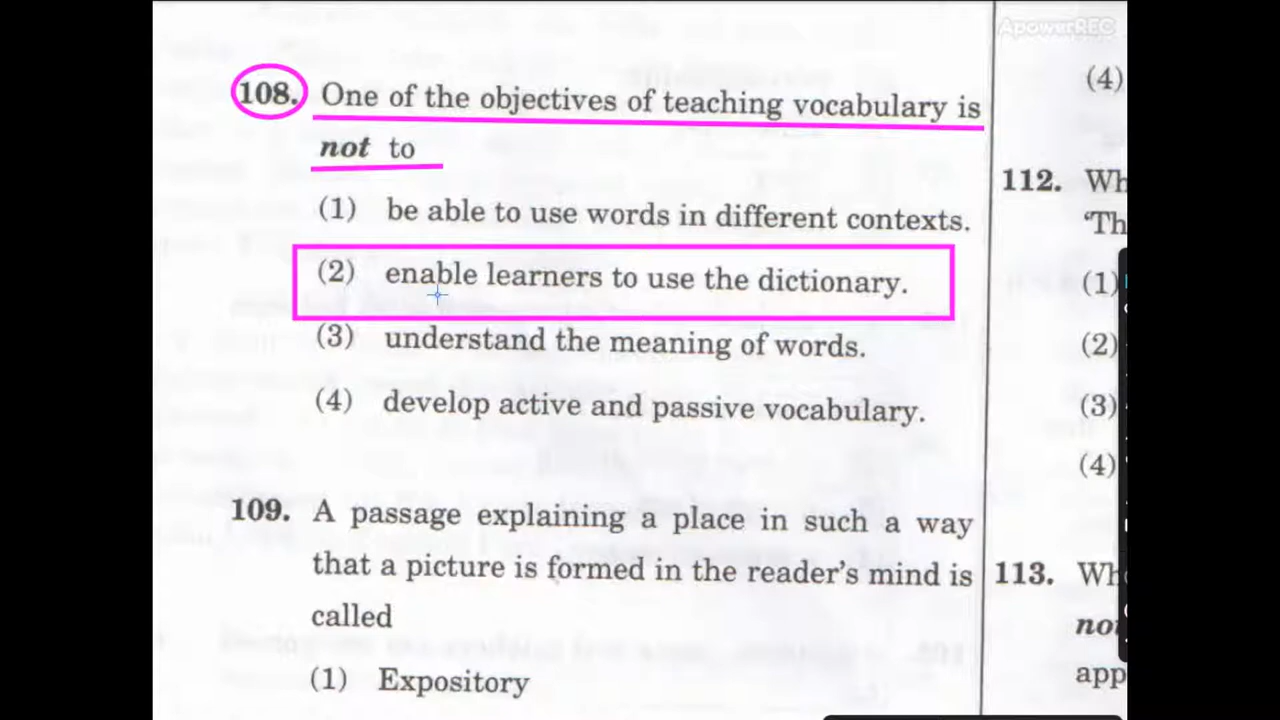 ApowerREC
108. One of the objectives of teaching vocabulary is
not to
(1) be able to use words in different contexts.
(2) enable learners to use the dictionary.
(3) understand the meaning of words.
(4) develop active and passive vocabulary.
109. A passage explaining a place in such a way
that a picture is formed in the reader's mind is
called
(1) Expository
(4)
112. Wh
'Th
(1)
(2)
(3)
(4)
113. Wh
not
app